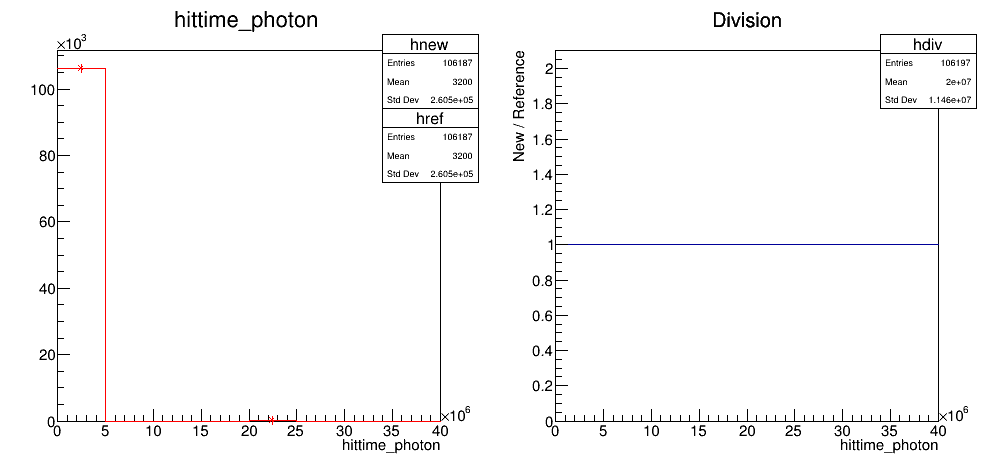 hittime_photon
×10³
hnew
Entries 106187
Mean 3200
Std Dev 2.605e+05
href
Entries 106187
Mean 3200
Std Dev 2.605e+05
100
80
60
40
20
0
0 5 10 15 20 25 30 35 40
×10⁶
hittime_photon
Division
hdiv
Entries 106197
Mean 2e+07
Std Dev 1.146e+07
New / Reference
2
1.8
1.6
1.4
1.2
1
0.8
0.6
0.4
0.2
0
0 5 10 15 20 25 30 35 40
×10⁶
hittime_photon